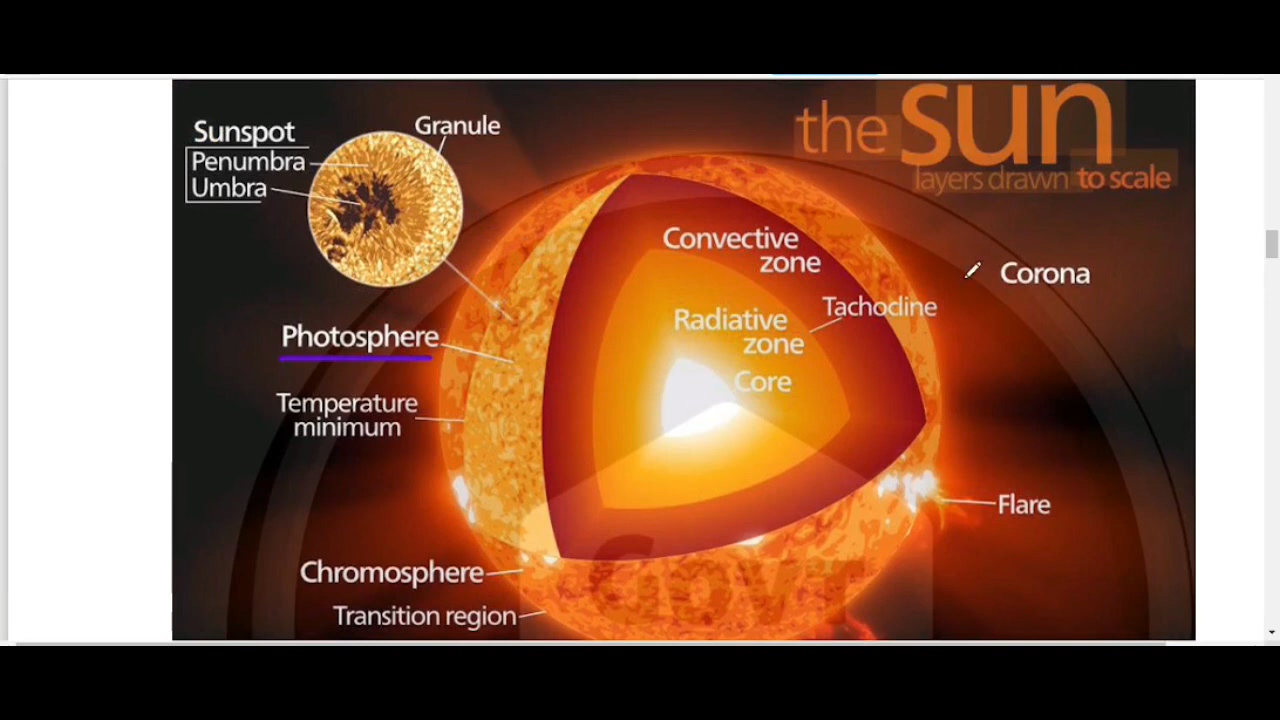 the sun
layers drawn to scale
Sunspot
Penumbra
Umbra
Granule
Convective
zone
Corona
Tachodine
Radiative
zone
Photosphere
Core
Temperature
minimum
Flare
Chromosphere
Transition region